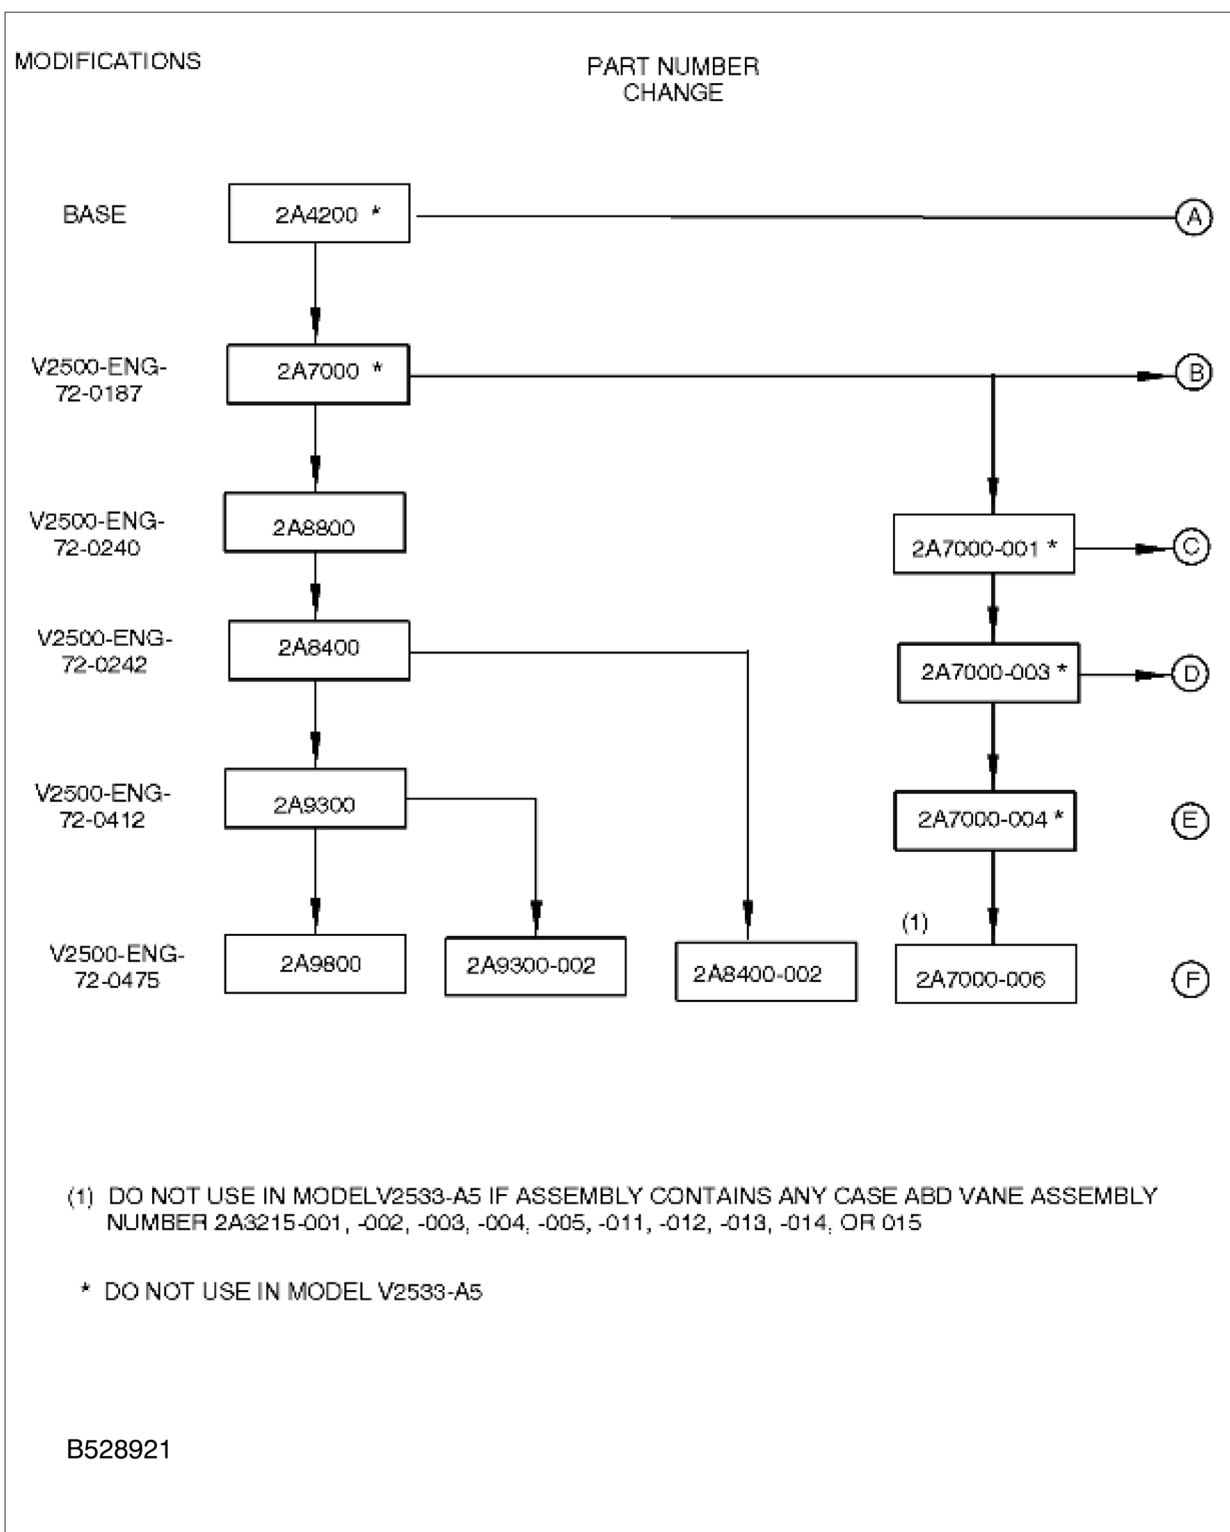 MODIFICATIONS
PART NUMBER
CHANGE
BASE
2A4200 *
A
V2500-ENG-
72-0187
2A7000 *
B
V2500-ENG-
72-0240
2A8800
2A7000-001 *
C
V2500-ENG-
72-0242
2A8400
2A7000-003 *
D
V2500-ENG-
72-0412
2A9300
2A7000-004 *
E
(1)
V2500-ENG-
72-0475
2A9800
2A9300-002
2A8400-002
2A7000-006
F
(1) DO NOT USE IN MODELV2533-A5 IF ASSEMBLY CONTAINS ANY CASE ABD VANE ASSEMBLY
NUMBER 2A3215-001, -002, -003, -004, -005, -011, -012, -013, -014, OR 015
* DO NOT USE IN MODEL V2533-A5
B528921